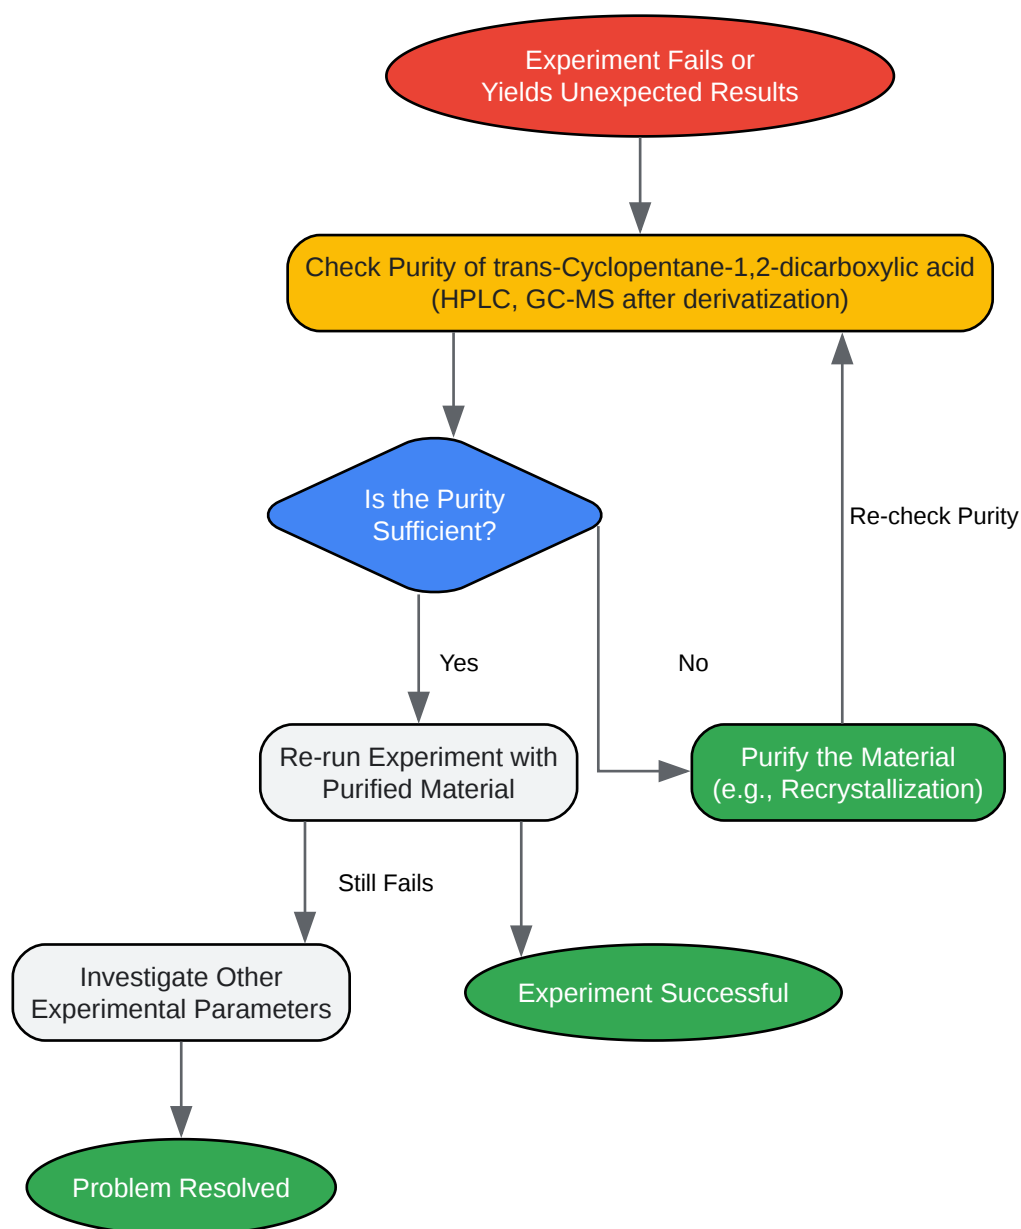 Experiment Fails or
Yields Unexpected Results
Check Purity of trans-Cyclopentane-1,2-dicarboxylic acid
(HPLC, GC-MS after derivatization)
Is the Purity
Sufficient?
Re-check Purity
Yes
No
Re-run Experiment with
Purified Material
Purify the Material
(e.g., Recrystallization)
Still Fails
Investigate Other
Experimental Parameters
Experiment Successful
Problem Resolved